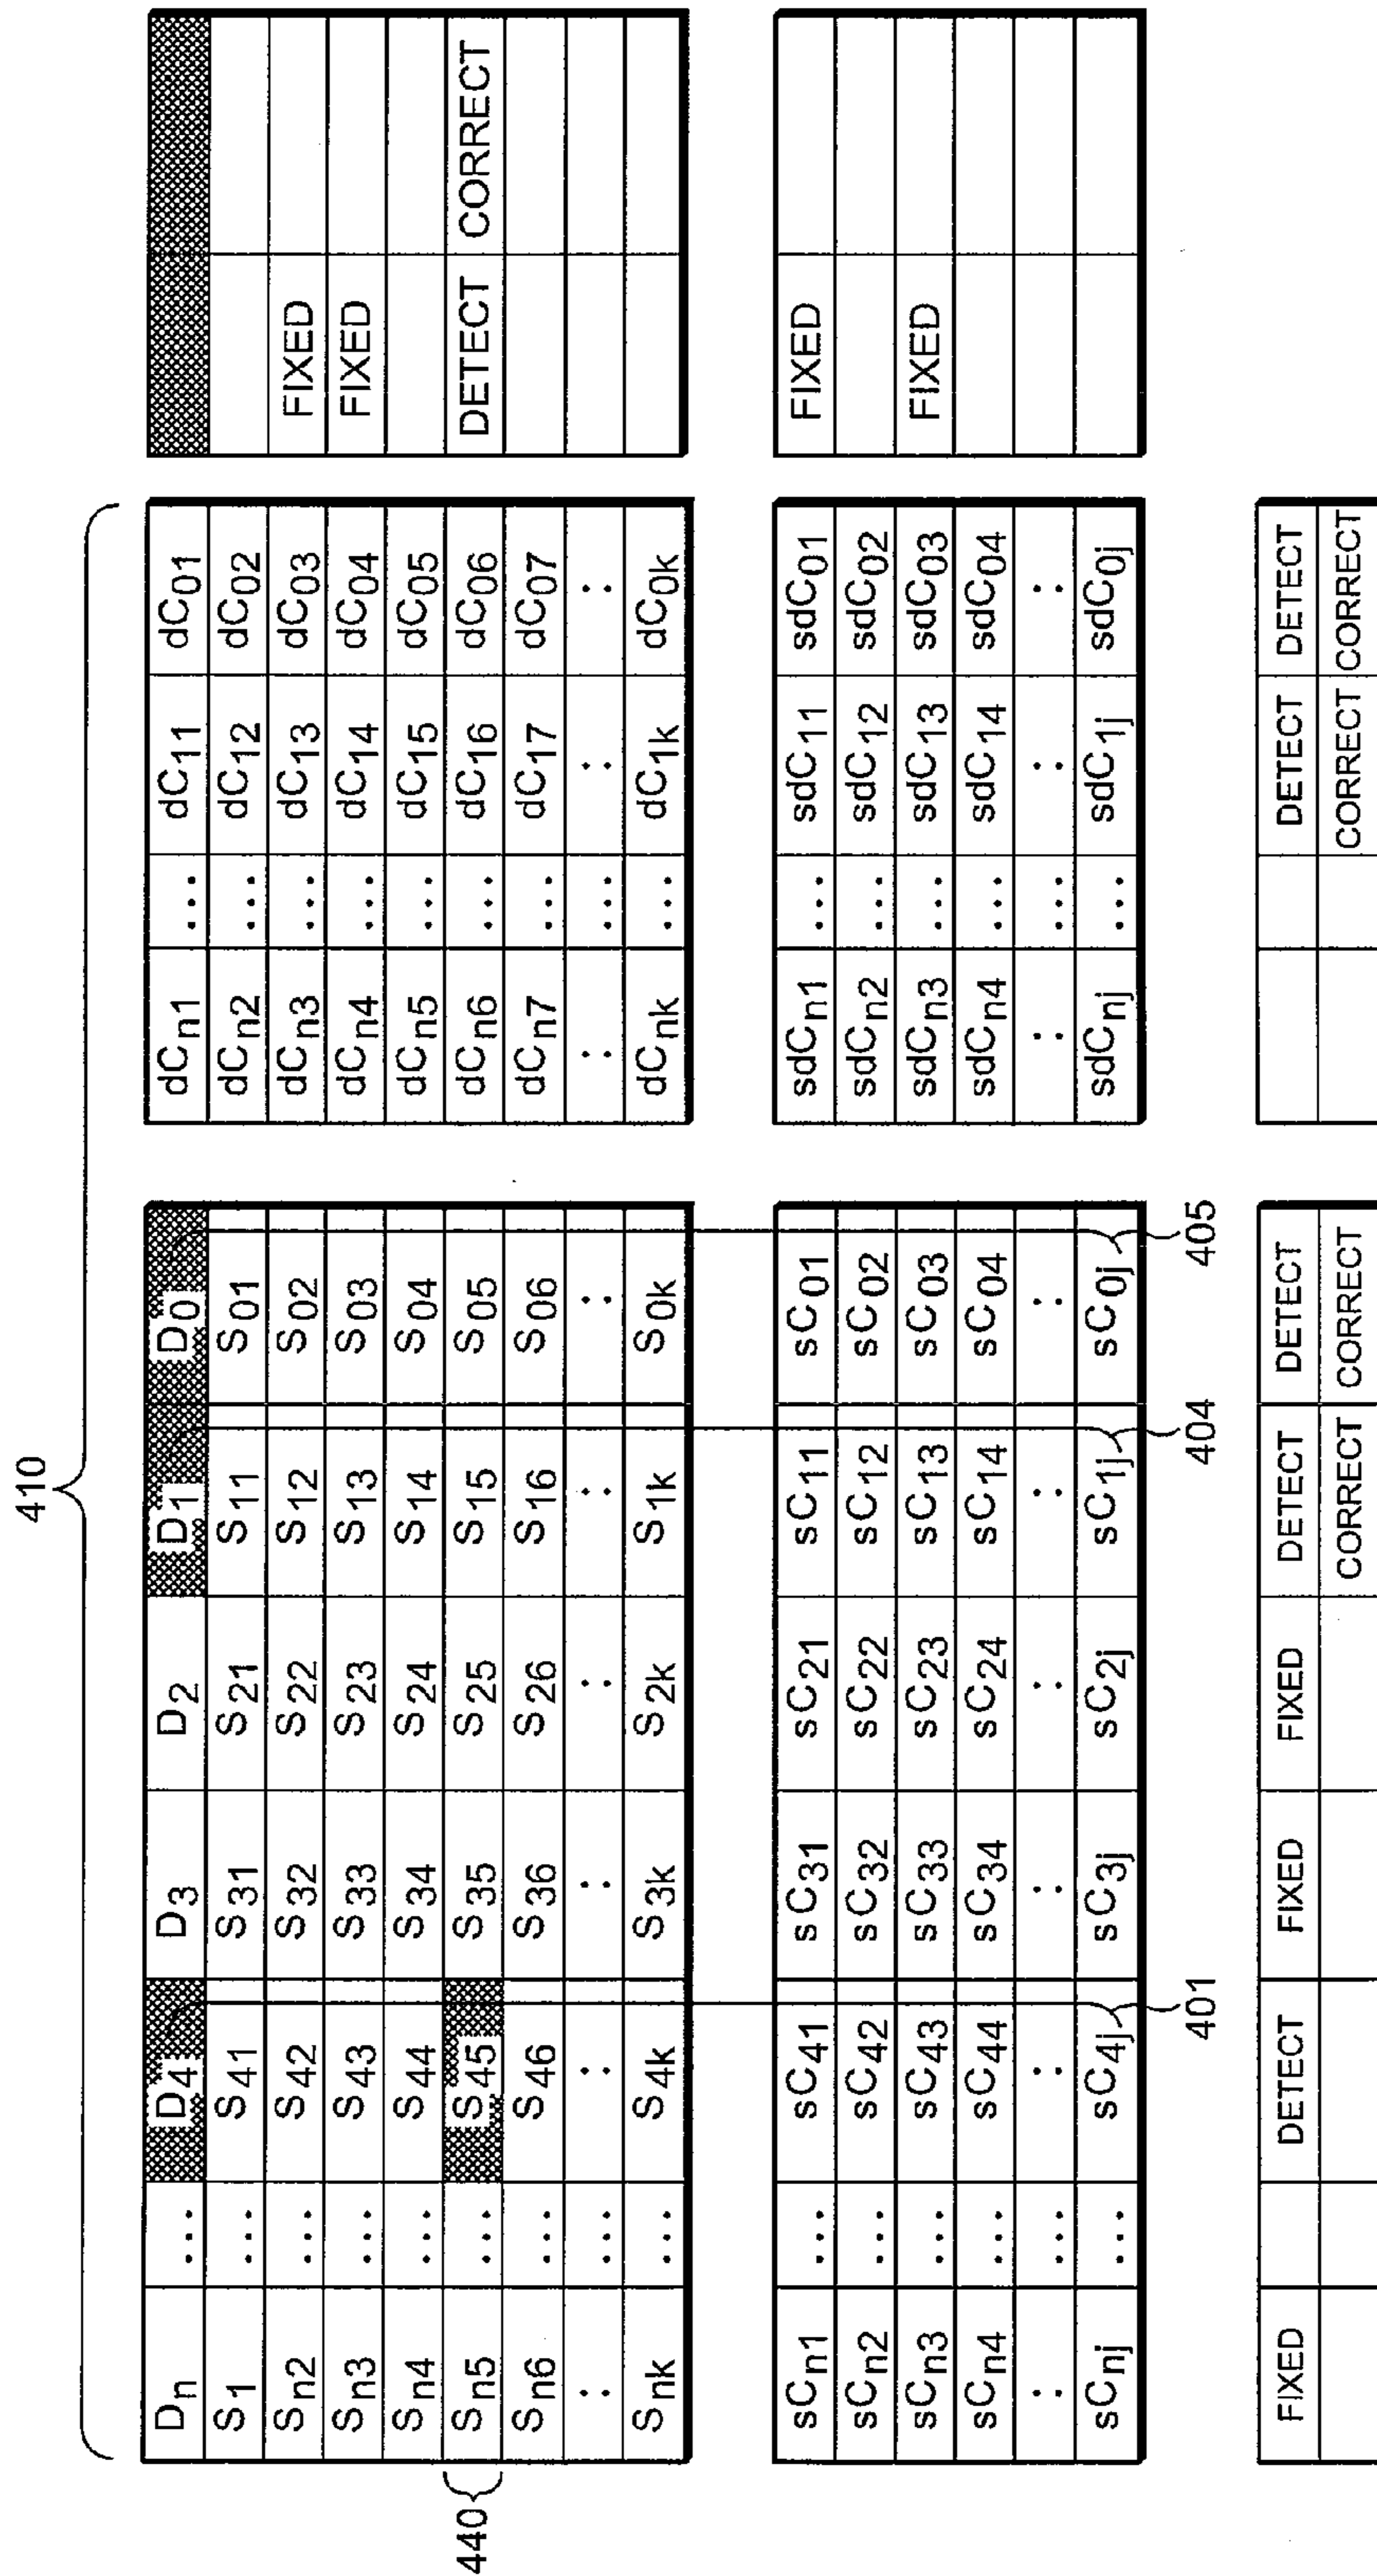 410
Dn ... D4 D3 D2 D1 D0 dCn1 ... dC11 dC01
S1 ... S41 S31 S21 S11 S01 dCn2 ... dC12 dC02
Sn2 ... S42 S32 S22 S12 S02 dCn3 ... dC13 dC03 FIXED
Sn3 ... S43 S33 S23 S13 S03 dCn4 ... dC14 dC04 FIXED
Sn4 ... S44 S34 S24 S14 S04 dCn5 ... dC15 dC05
440 Sn5 ... S45 S35 S25 S15 S05 dCn6 ... dC16 dC06 DETECT CORRECT
Sn6 ... S46 S36 S26 S16 S06 dCn7 ... dC17 dC07
: ... : : : : : : ... : :
Snk ... S4k S3k S2k S1k S0k dCnk ... dC1k dC0k
sCn1 ... sC41 sC31 sC21 sC11 sC01 sdCn1 ... sdC11 sdC01 FIXED
sCn2 ... sC42 sC32 sC22 sC12 sC02 sdCn2 ... sdC12 sdC02
sCn3 ... sC43 sC33 sC23 sC13 sC03 sdCn3 ... sdC13 sdC03 FIXED
sCn4 ... sC44 sC34 sC24 sC14 sC04 sdCn4 ... sdC14 sdC04
: ... : : : : : : ... : :
sCnj ... sC4j sC3j sC2j sC1j sC0j sdCnj ... sdC1j sdC0j
401 404 405
FIXED DETECT FIXED FIXED DETECT DETECT DETECT DETECT
CORRECT CORRECT CORRECT CORRECT